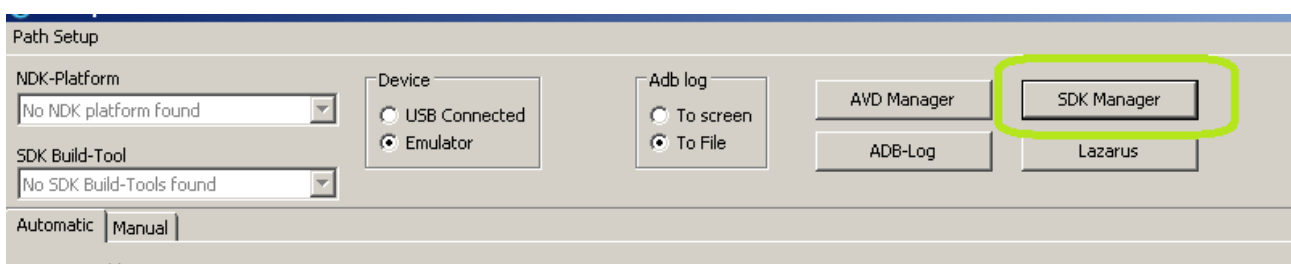 Path Setup
NDK-Platform
No NDK platform found
SDK Build-Tool
No SDK Build-Tools found
Device
USB Connected
Emulator
Adb log
To screen
To File
AVD Manager
SDK Manager
ADB-Log
Lazarus
Automatic
Manual